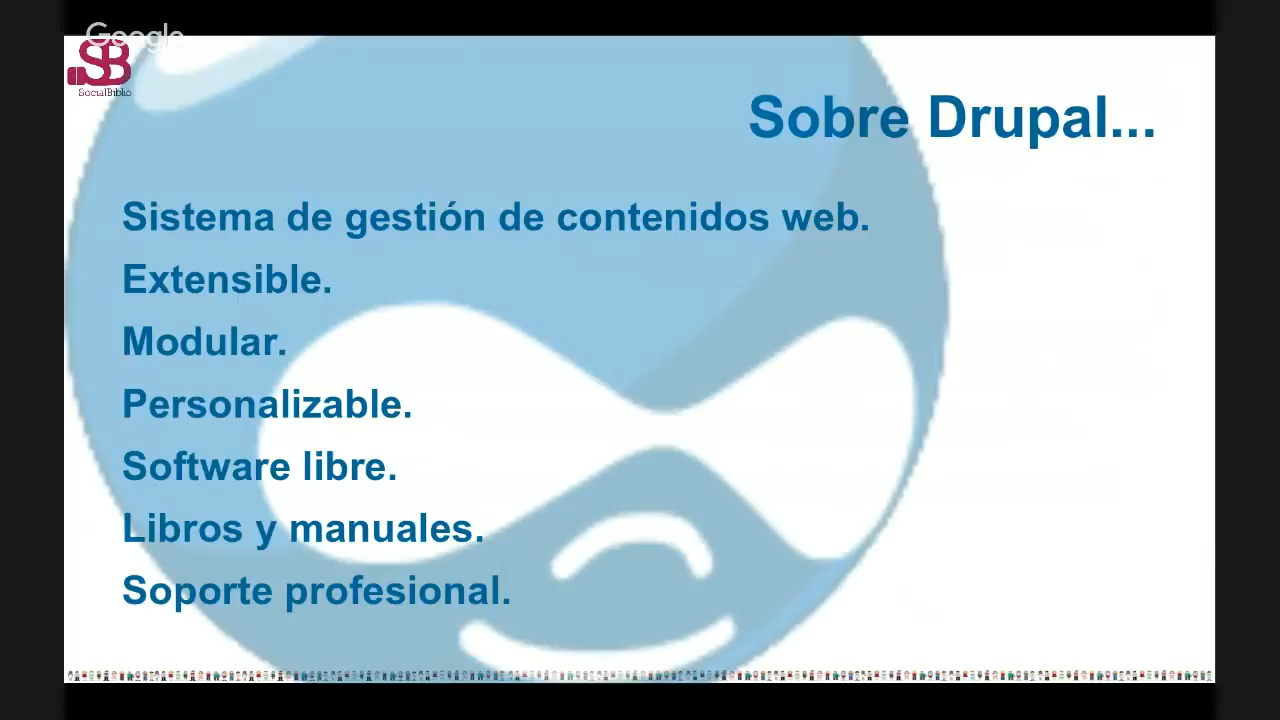 Google
SB
SocialBiblio
Sobre Drupal...
Sistema de gestión de contenidos web.
Extensible.
Modular.
Personalizable.
Software libre.
Libros y manuales.
Soporte profesional.